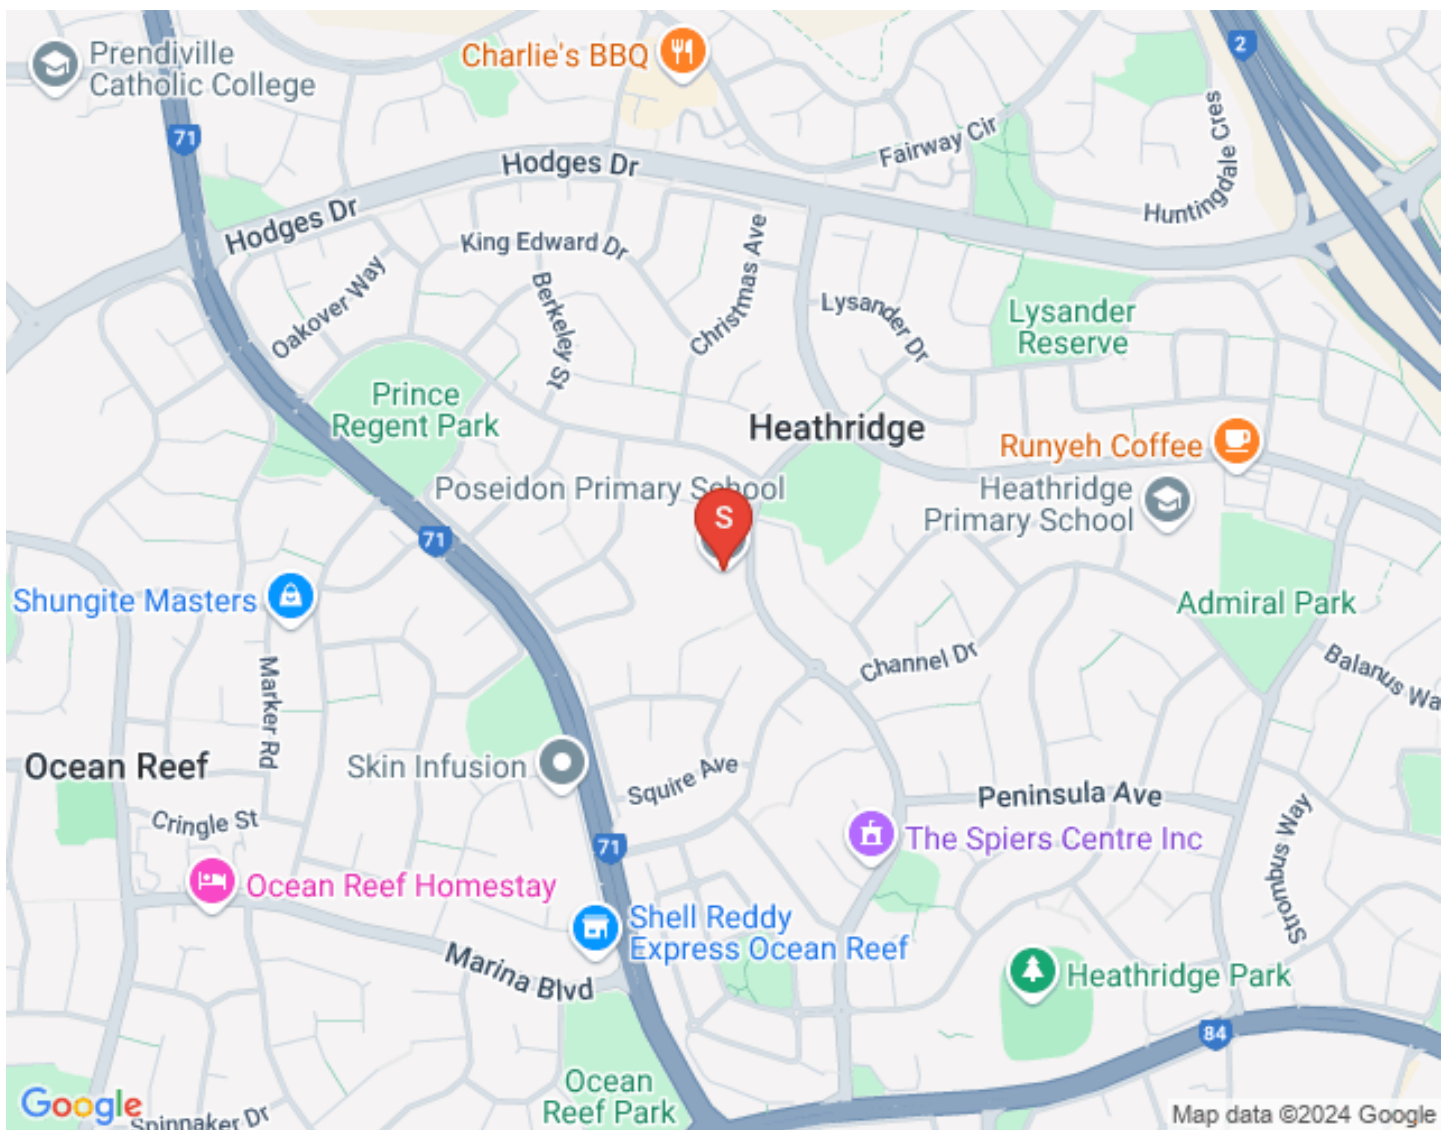 Prendiville
Catholic College
Charlie's BBQ
2
71
Hodges Dr
Fairway Cir
Huntingdale Cres
Hodges Dr
King Edward Dr
Christmas Ave
Oakover Way
Berkeley St
Lysander Dr
Lysander
Reserve
Prince
Regent Park
Heathridge
Runyeh Coffee
Poseidon Primary School
S
Heathridge
Primary School
71
Shungite Masters
Admiral Park
Channel Dr
Balanus Wa
Marker Rd
Ocean Reef
Skin Infusion
Squire Ave
Peninsula Ave
Cringle St
71
The Spiers Centre Inc
Strombus Way
Ocean Reef Homestay
Shell Reddy
Express Ocean Reef
Marina Blvd
Heathridge Park
84
Ocean
Reef Park
Google
Spinnaker Dr
Map data ©2024 Google